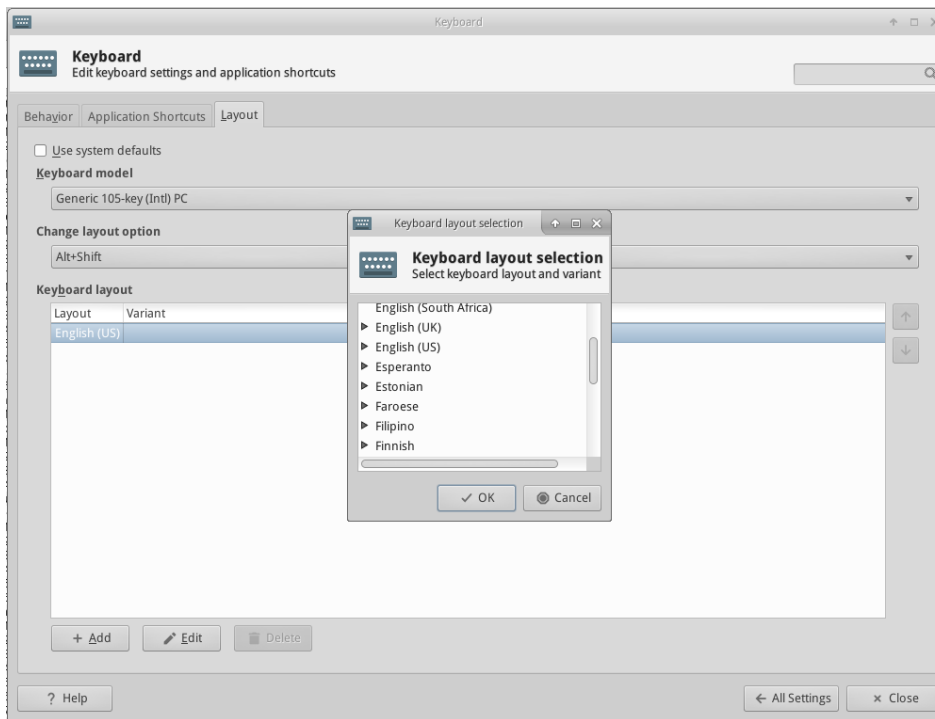 Keyboard
Keyboard
Edit keyboard settings and application shortcuts
Behavior Application Shortcuts Layout
Use system defaults
Keyboard model
Generic 105-key (Intl) PC
Change layout option
Alt+Shift
Keyboard layout
Layout Variant
English (US)
Keyboard layout selection
Keyboard layout selection
Select keyboard layout and variant
English (South Africa)
English (UK)
English (US)
Esperanto
Estonian
Faroese
Filipino
Finnish
OK Cancel
+ Add Edit Delete
? Help ← All Settings × Close